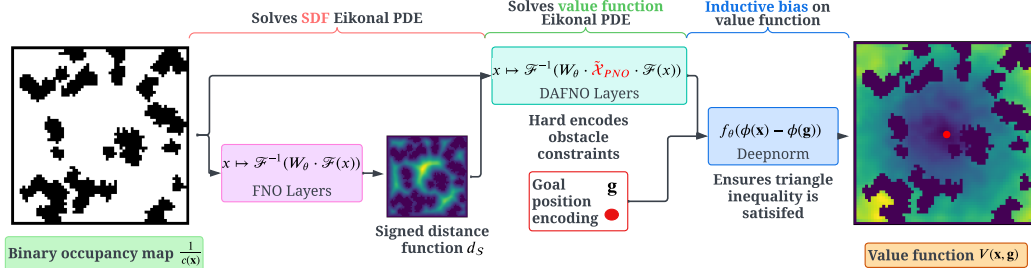 Solves SDF Eikonal PDE
Solves value function
Eikonal PDE
Inductive bias on
value function
x ↦ ℱ⁻¹(W_θ · 𝒳̃_PNO · ℱ(x))
DAFNO Layers
x ↦ ℱ⁻¹(W_θ · ℱ(x))
FNO Layers
Hard encodes
obstacle
constraints
f_θ(ϕ(x) − ϕ(g))
Deepnorm
Goal
position
encoding
g
Ensures triangle
inequality is
satisifed
Signed distance
function d_S
Binary occupancy map 1/c(x)
Value function V(x, g)